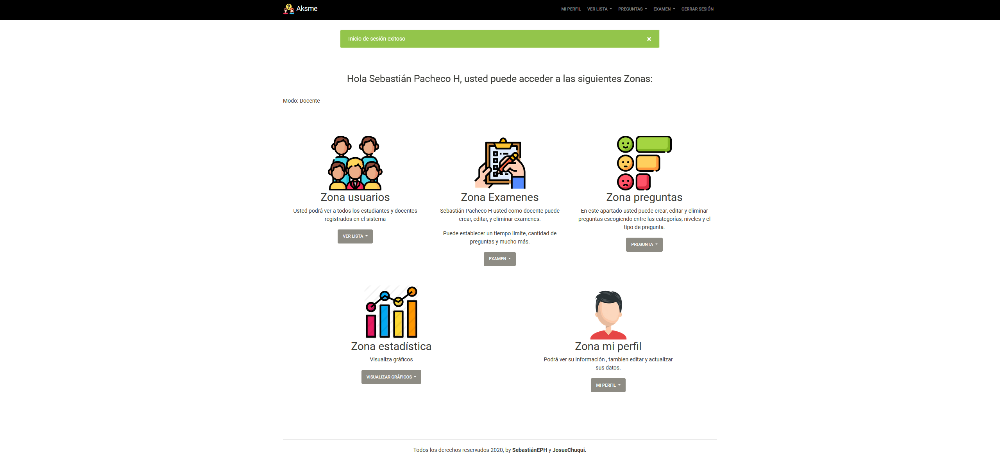 Aksme
MI PERFIL VER LISTA PREGUNTAS EXAMEN CERRAR SESIÓN
Inicio de sesión exitoso ×
Hola Sebastián Pacheco H, usted puede acceder a las siguientes Zonas:
Modo: Docente
Zona usuarios
Usted podrá ver a todos los estudiantes y docentes
registrados en el sistema
VER LISTA
Zona Examenes
Sebastián Pacheco H usted como docente puede
crear, editar, y eliminar examenes.
Puede establecer un tiempo limite, cantidad de
preguntas y mucho más.
EXAMEN
Zona preguntas
En este apartado usted puede crear, editar y eliminar
preguntas escogiendo entre las categorías, niveles y el
tipo de pregunta.
PREGUNTA
Zona estadística
Visualiza gráficos
VISUALIZAR GRÁFICOS
Zona mi perfil
Podrá ver su información , tambien editar y actualizar
sus datos.
MI PERFIL
Todos los derechos reservados 2020, by SebastiánEPH y JosueChuqui.